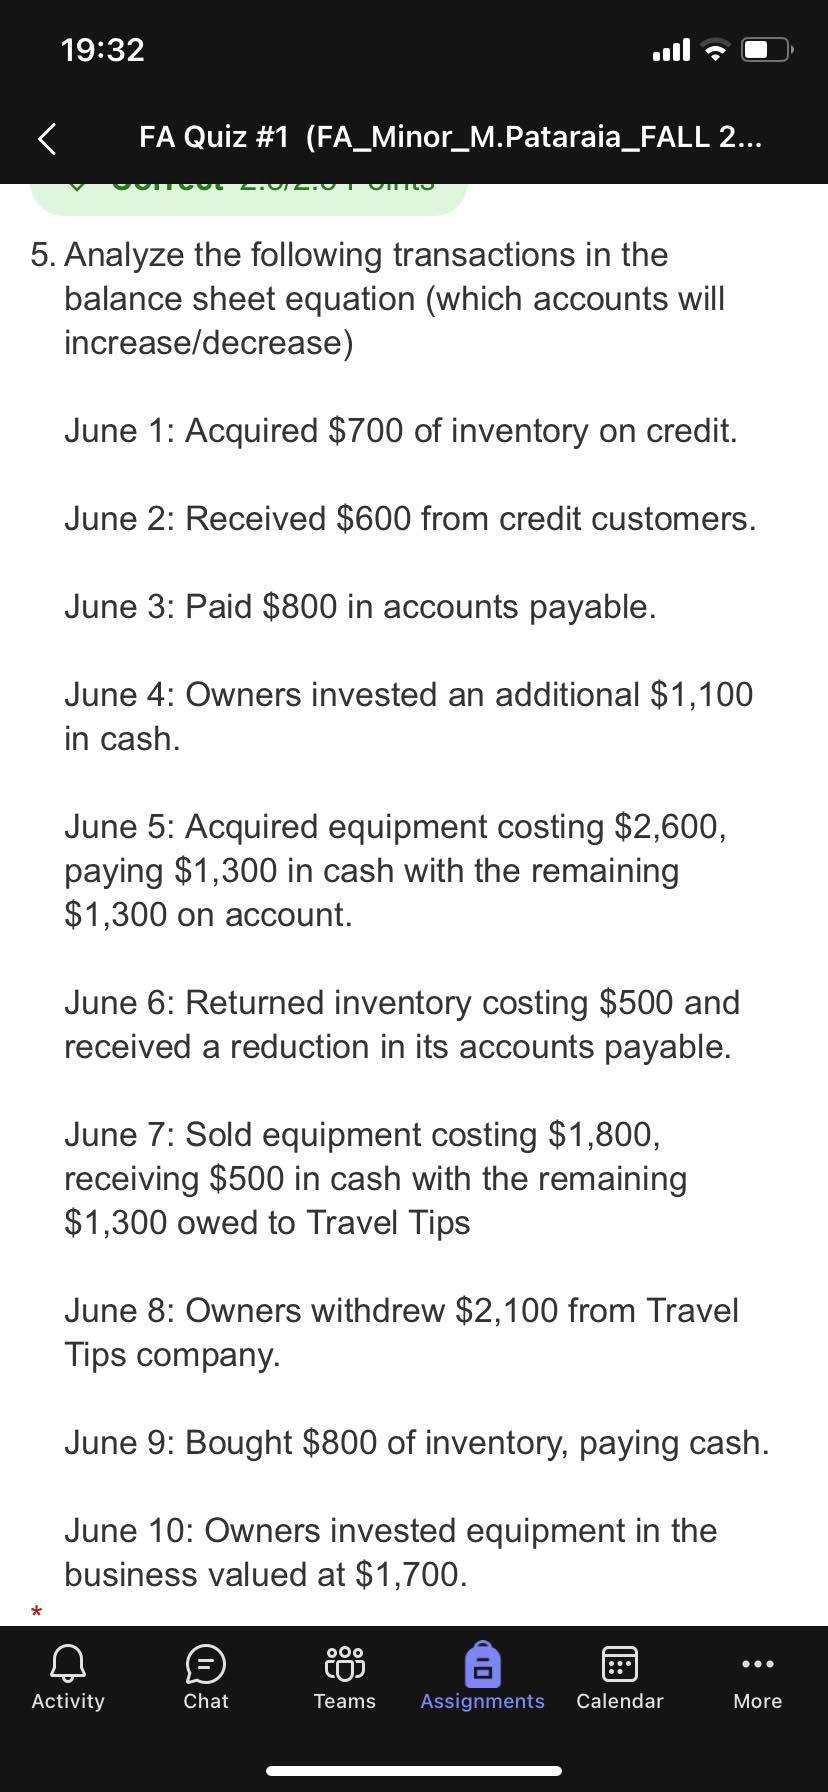 19:32
FA Quiz #1 (FA_Minor_M.Pataraia_FALL 2...
Correct 2.5/2.5 Points
5. Analyze the following transactions in the
balance sheet equation (which accounts will
increase/decrease)
June 1: Acquired $700 of inventory on credit.
June 2: Received $600 from credit customers.
June 3: Paid $800 in accounts payable.
June 4: Owners invested an additional $1,100
in cash.
June 5: Acquired equipment costing $2,600,
paying $1,300 in cash with the remaining
$1,300 on account.
June 6: Returned inventory costing $500 and
received a reduction in its accounts payable.
June 7: Sold equipment costing $1,800,
receiving $500 in cash with the remaining
$1,300 owed to Travel Tips
June 8: Owners withdrew $2,100 from Travel
Tips company.
June 9: Bought $800 of inventory, paying cash.
June 10: Owners invested equipment in the
business valued at $1,700.
*
Activity Chat Teams Assignments Calendar More